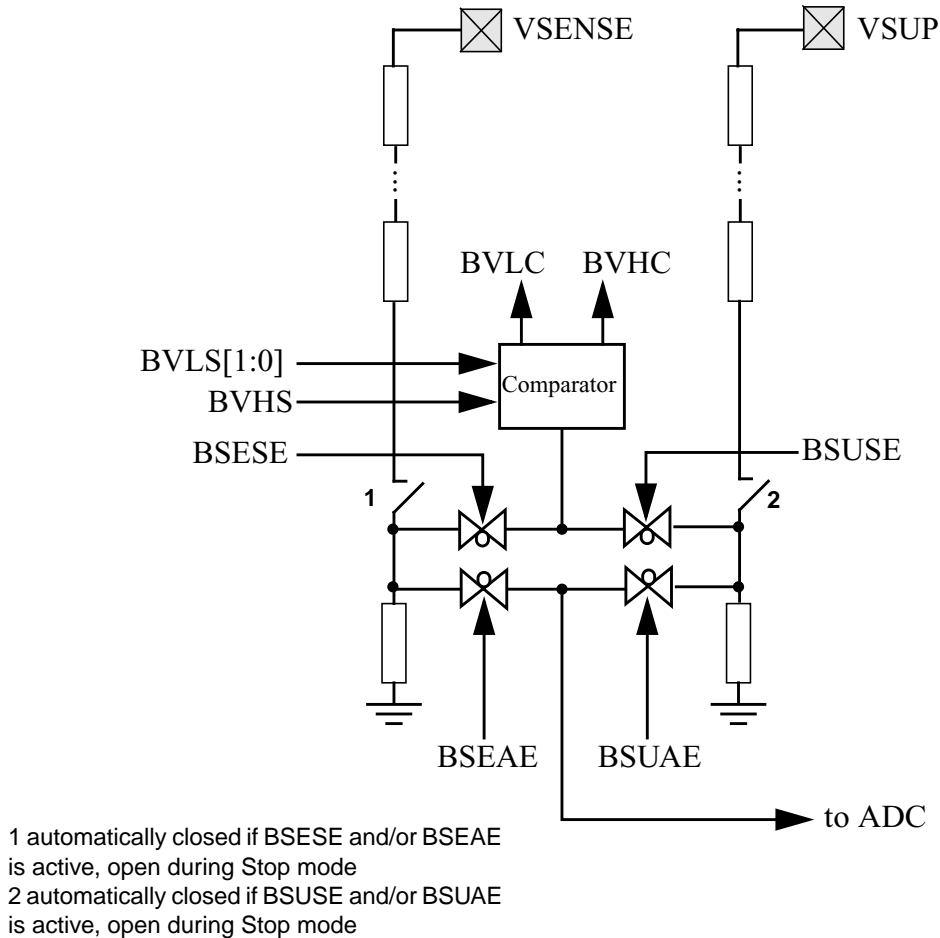 VSENSE
VSUP
BVLC
BVHC
BVLS[1:0]
Comparator
BVHS
BSESE
BSUSE
1
2
BSEAE
BSUAE
to ADC
1 automatically closed if BSESE and/or BSEAE
is active, open during Stop mode
2 automatically closed if BSUSE and/or BSUAE
is active, open during Stop mode